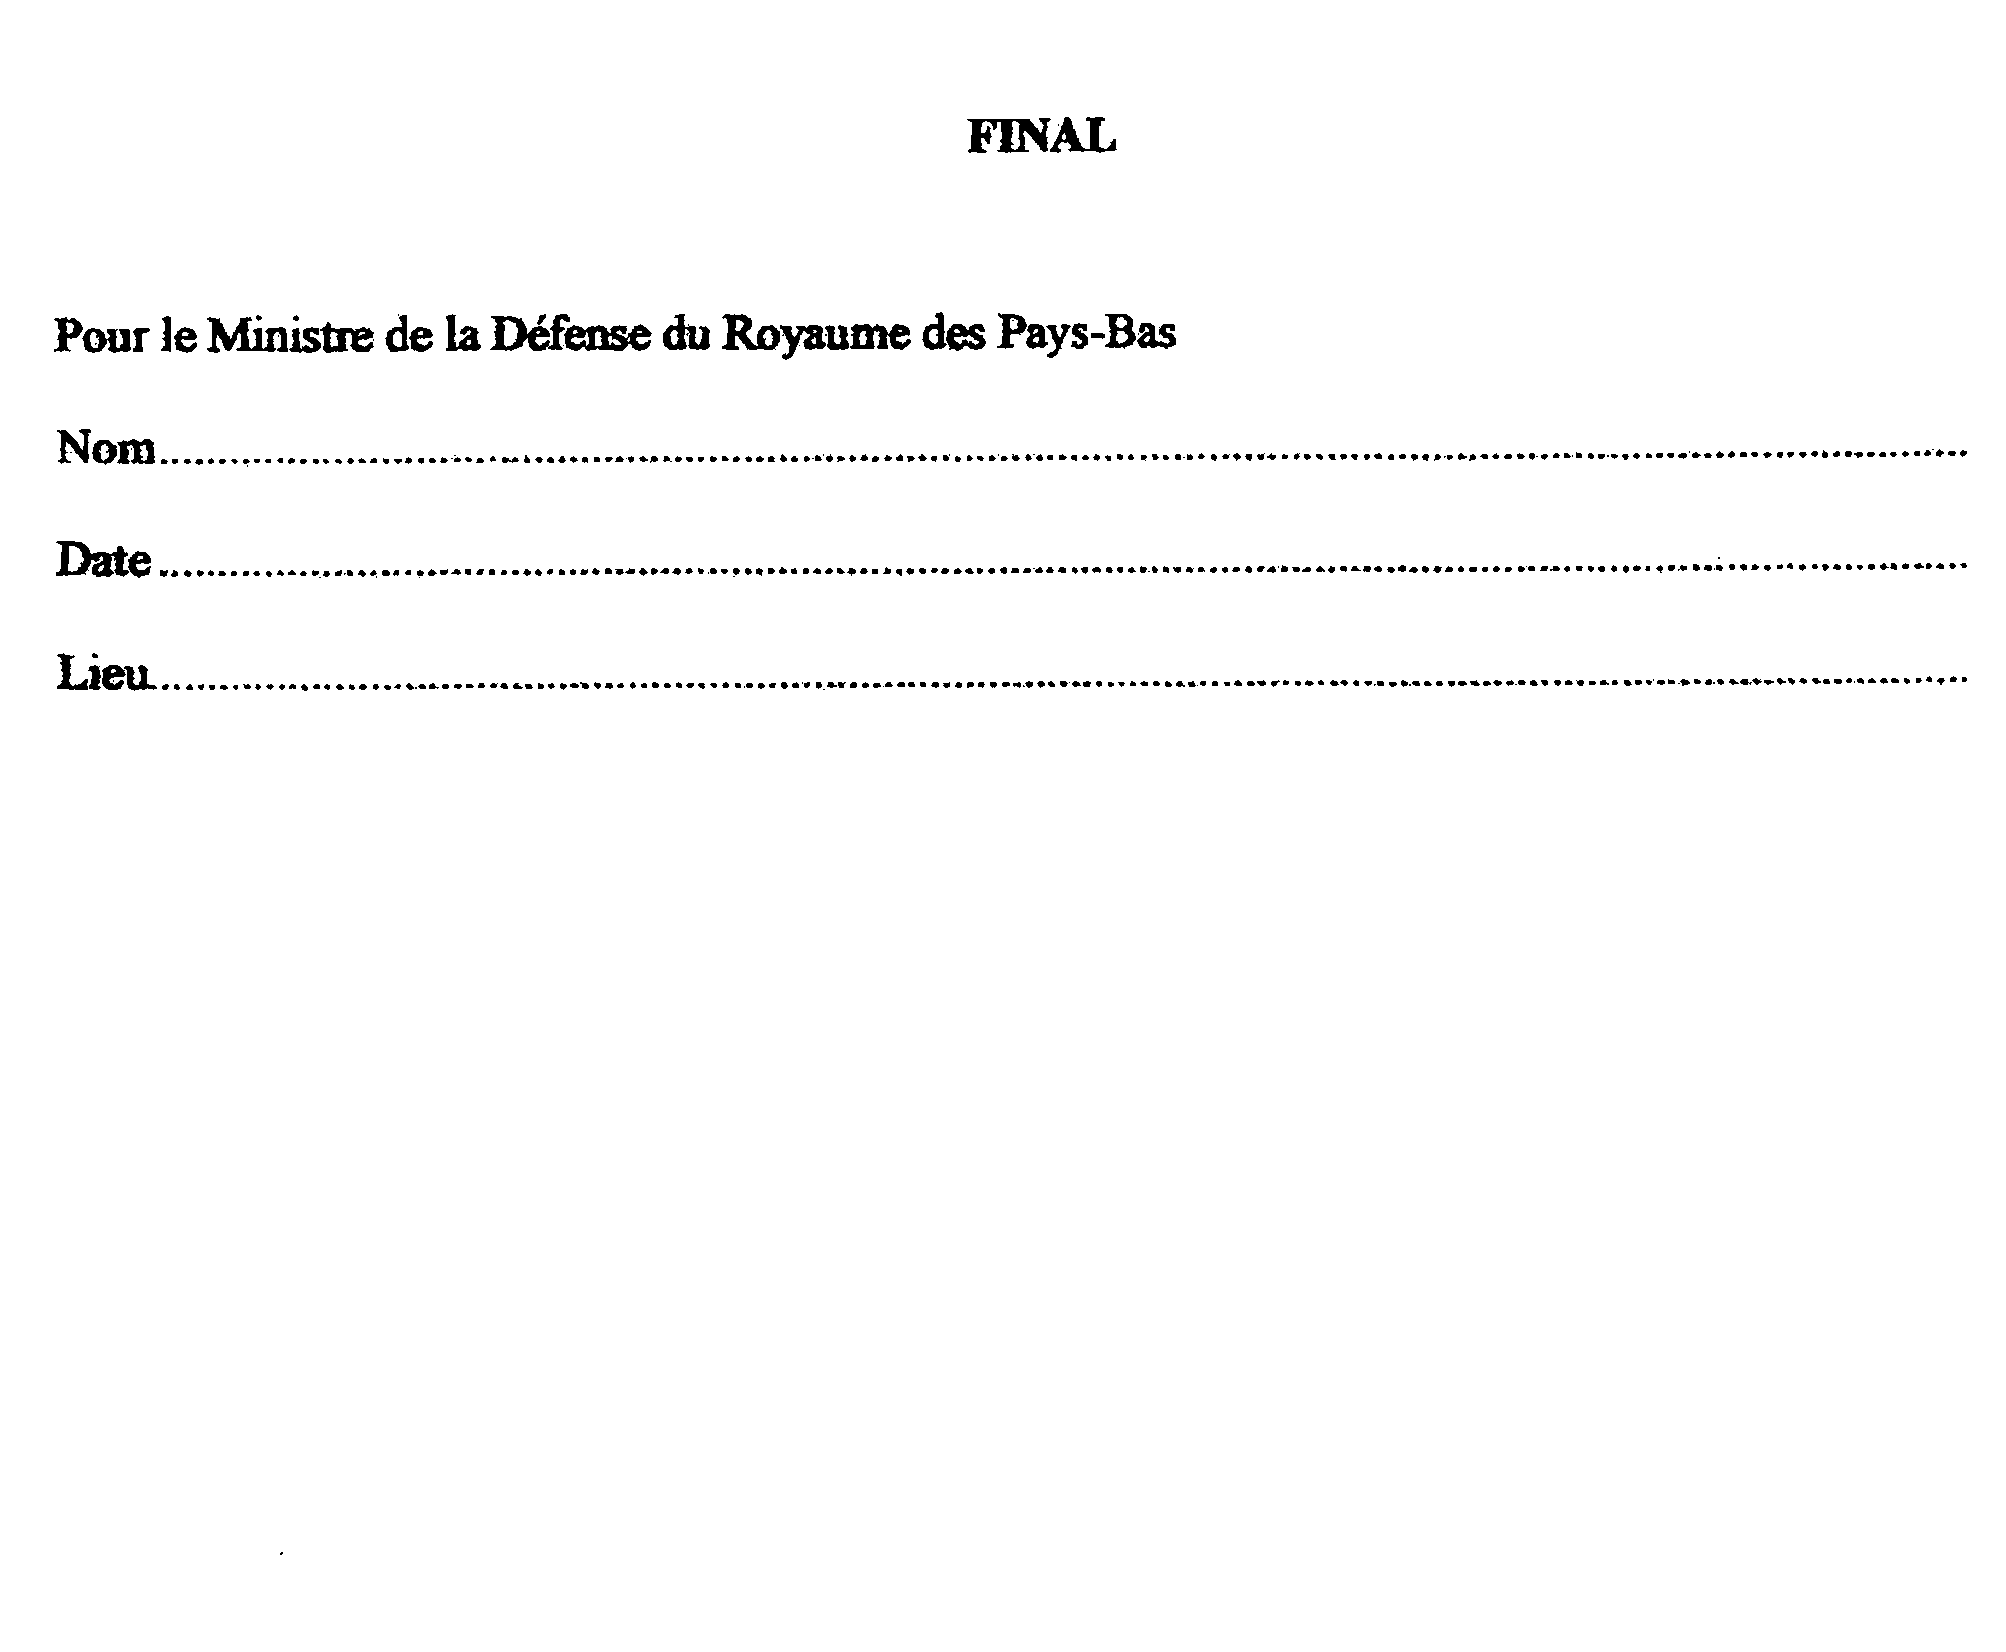 FINAL
Pour le Ministre de la Défense du Royaume des Pays-Bas
Nom..........................................................................................................................................................
Date ..........................................................................................................................................................
Lieu..........................................................................................................................................................